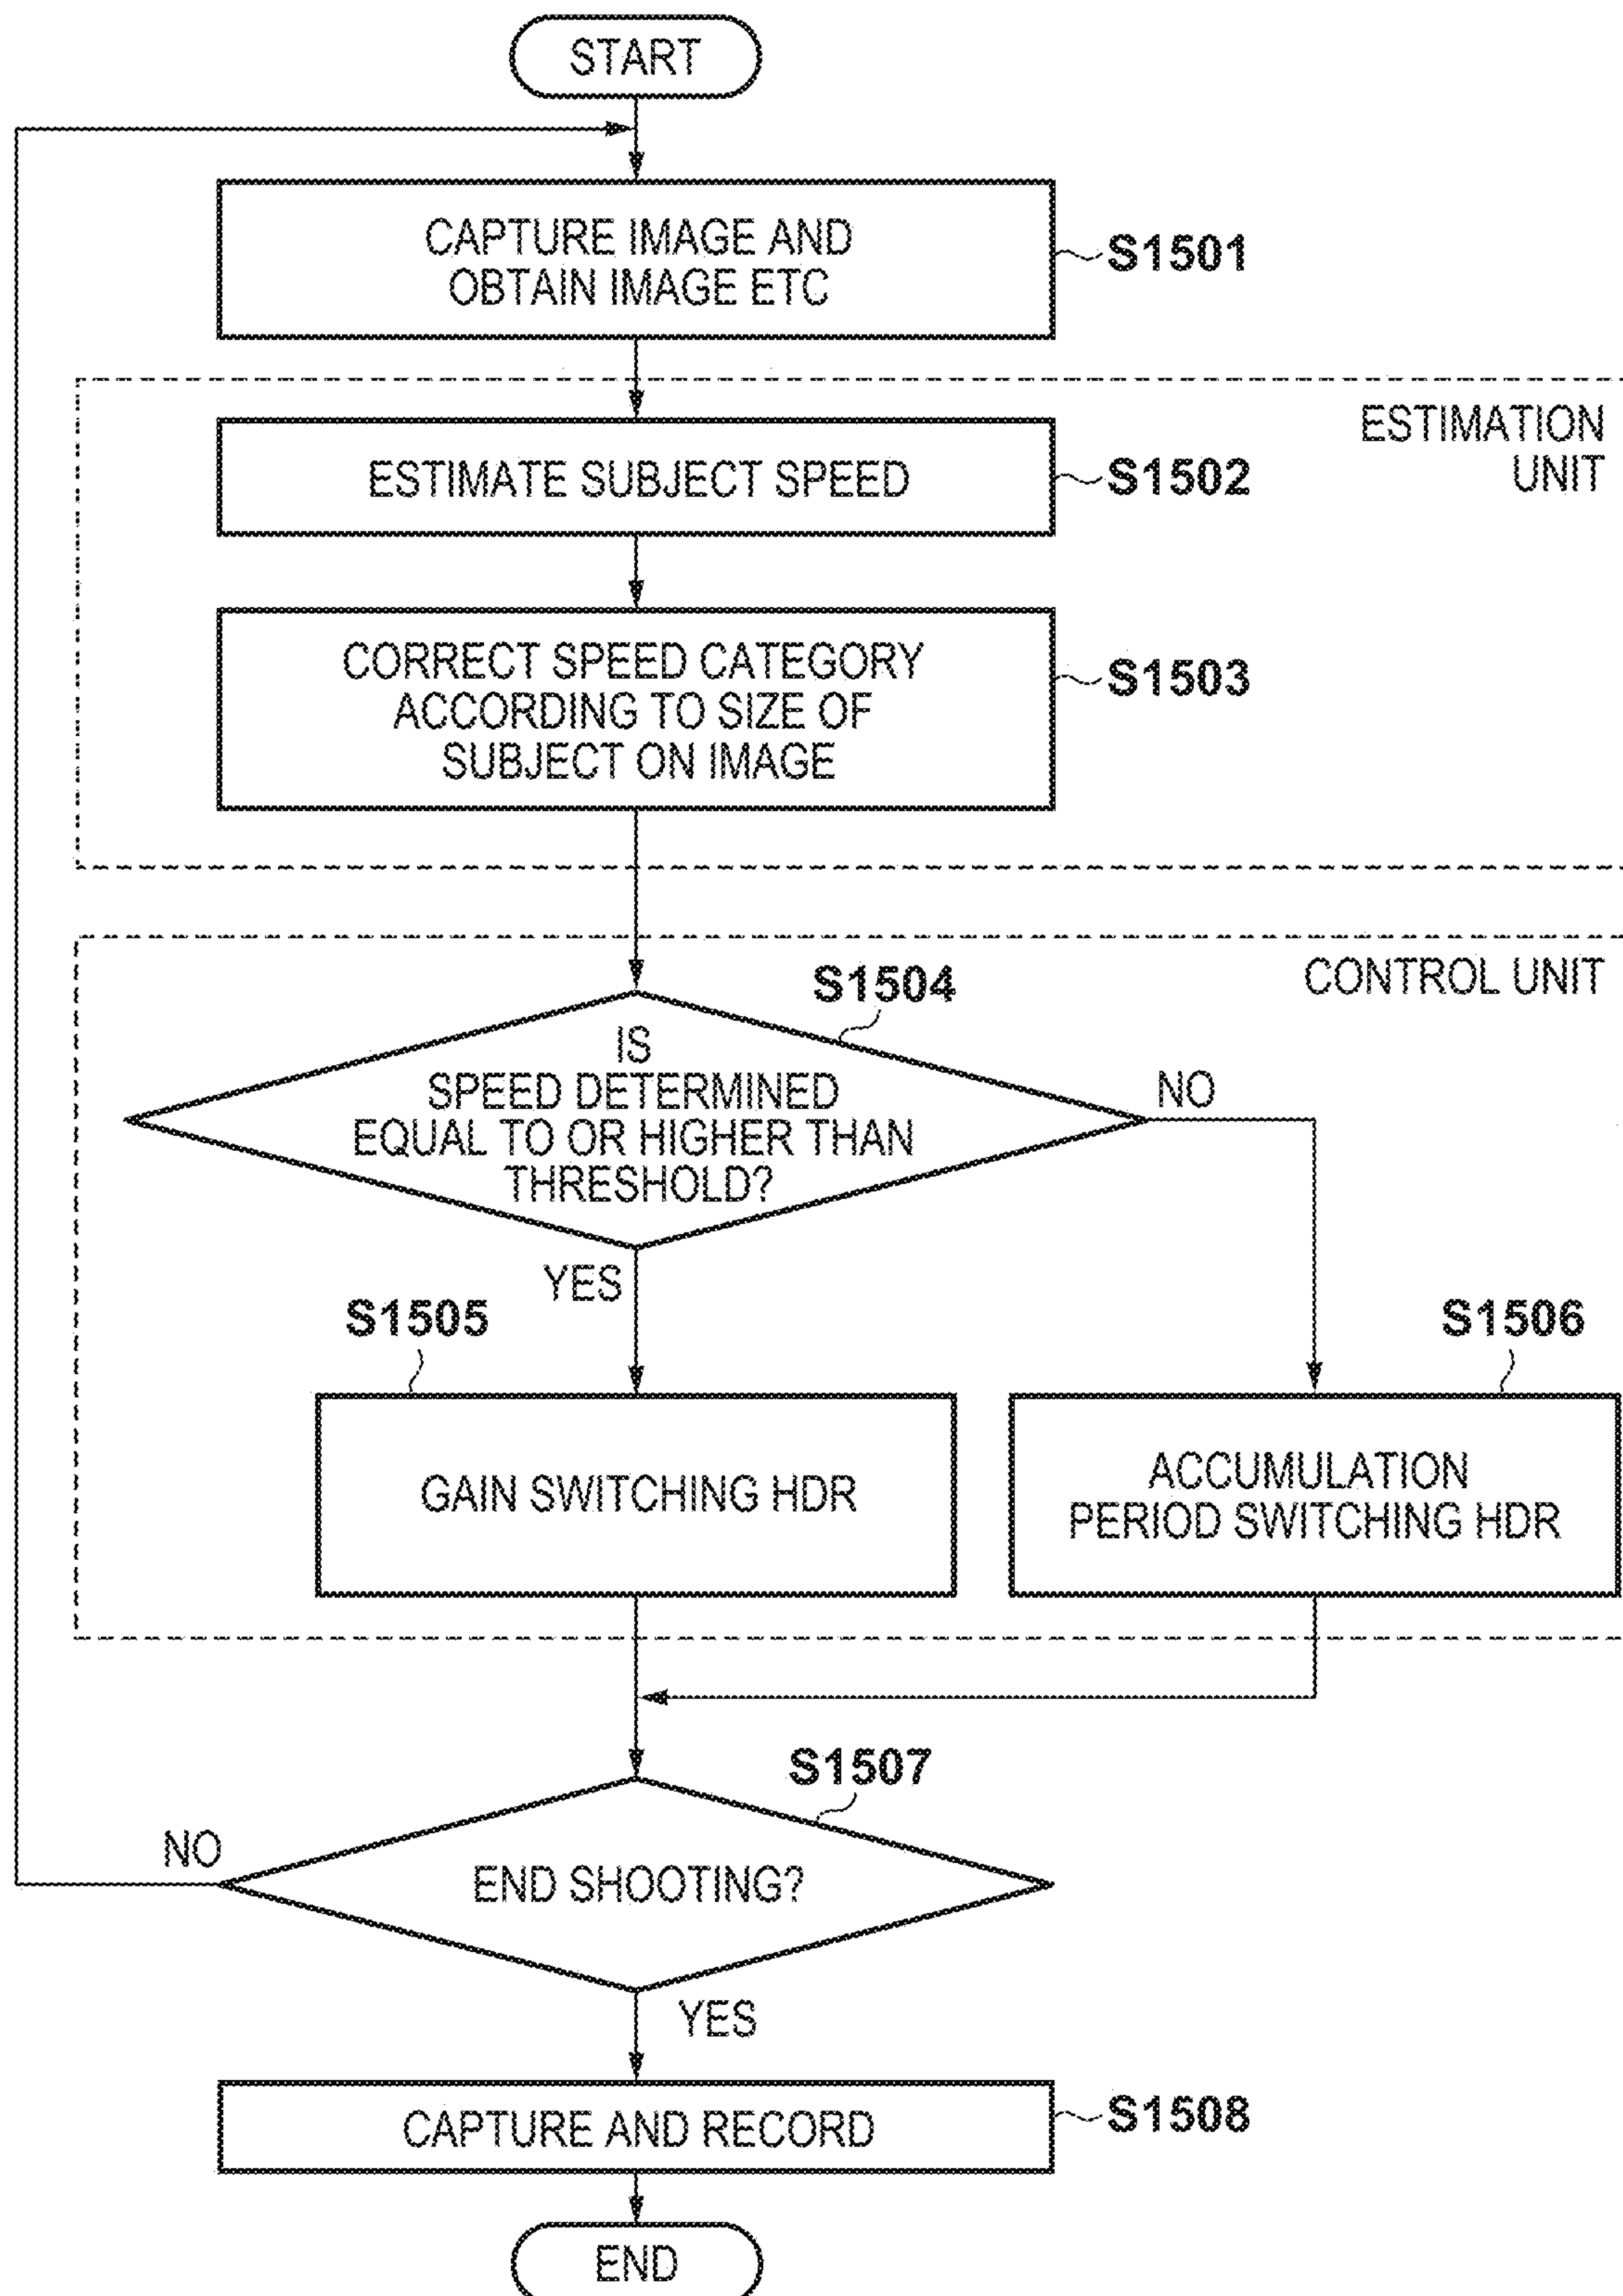 START
CAPTURE IMAGE AND
OBTAIN IMAGE ETC
S1501
ESTIMATION
UNIT
ESTIMATE SUBJECT SPEED
S1502
CORRECT SPEED CATEGORY
ACCORDING TO SIZE OF
SUBJECT ON IMAGE
S1503
CONTROL UNIT
S1504
IS
SPEED DETERMINED
EQUAL TO OR HIGHER THAN
THRESHOLD?
NO
YES
S1505
GAIN SWITCHING HDR
S1506
ACCUMULATION
PERIOD SWITCHING HDR
S1507
END SHOOTING?
NO
YES
CAPTURE AND RECORD
S1508
END